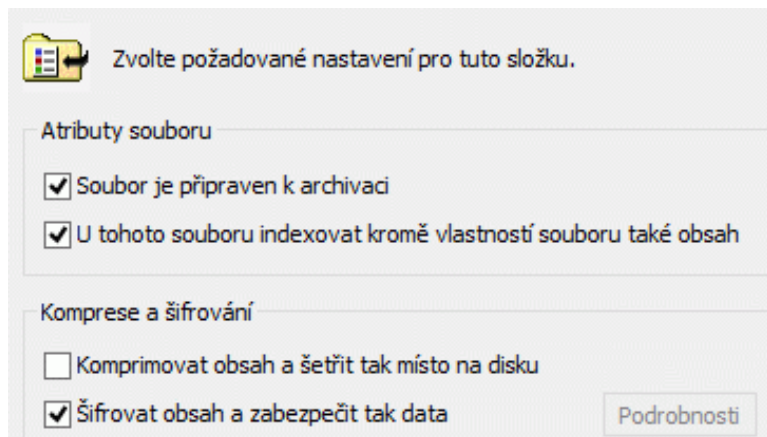 Zvolte požadované nastavení pro tuto složku.
Atributy souboru
Soubor je připraven k archivaci
U tohoto souboru indexovat kromě vlastností souboru také obsah
Komprese a šifrování
Komprimovat obsah a šetřit tak místo na disku
Šifrovat obsah a zabezpečit tak data
Podrobnosti